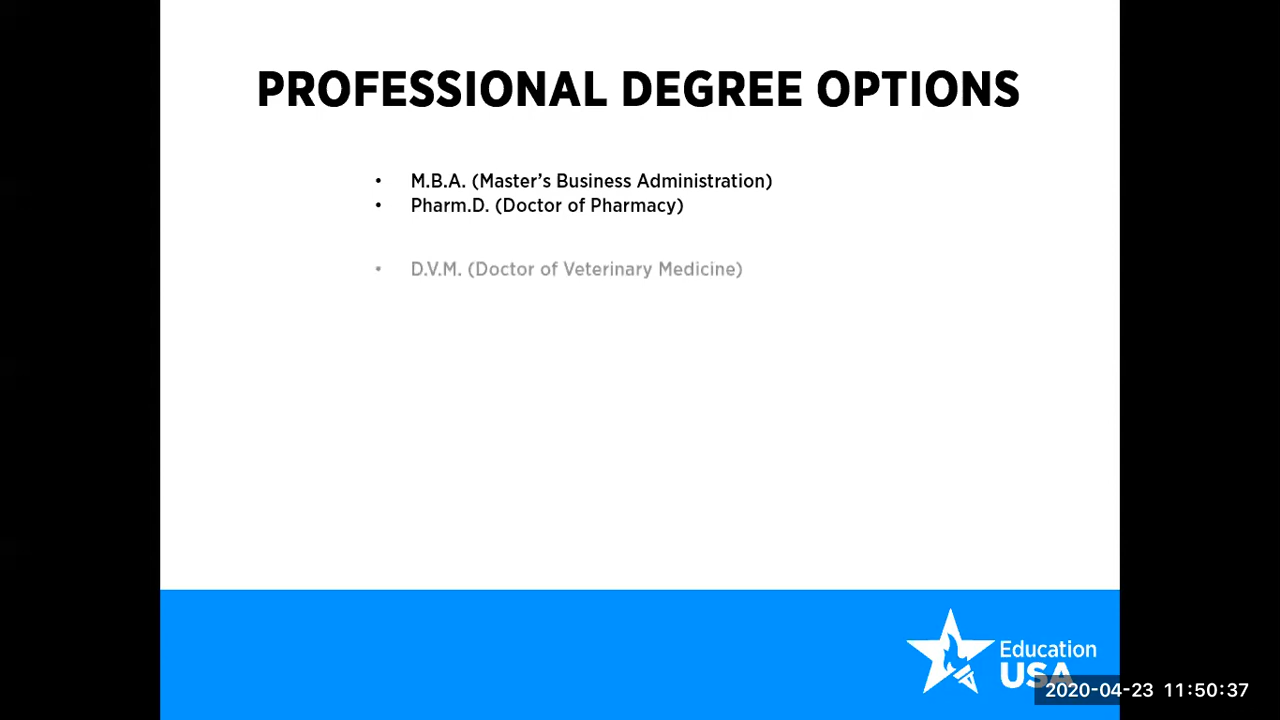 PROFESSIONAL DEGREE OPTIONS
• M.B.A. (Master’s Business Administration)
• Pharm.D. (Doctor of Pharmacy)
• D.V.M. (Doctor of Veterinary Medicine)
Education
USA
2020-04-23 11:50:37